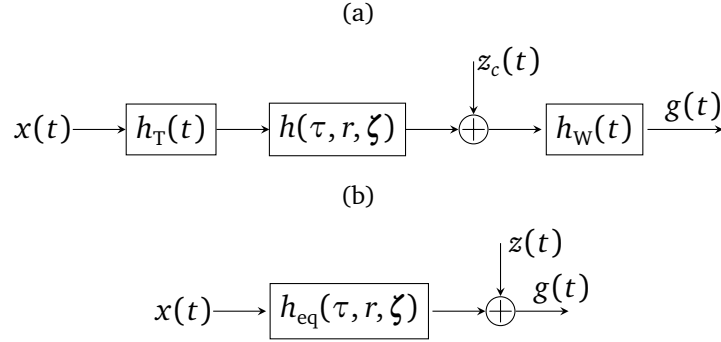 (a)
z_c(t)
x(t) h_T(t) h(τ, r, ζ) + h_W(t) g(t)
(b)
z(t)
x(t) h_eq(τ, r, ζ) + g(t)